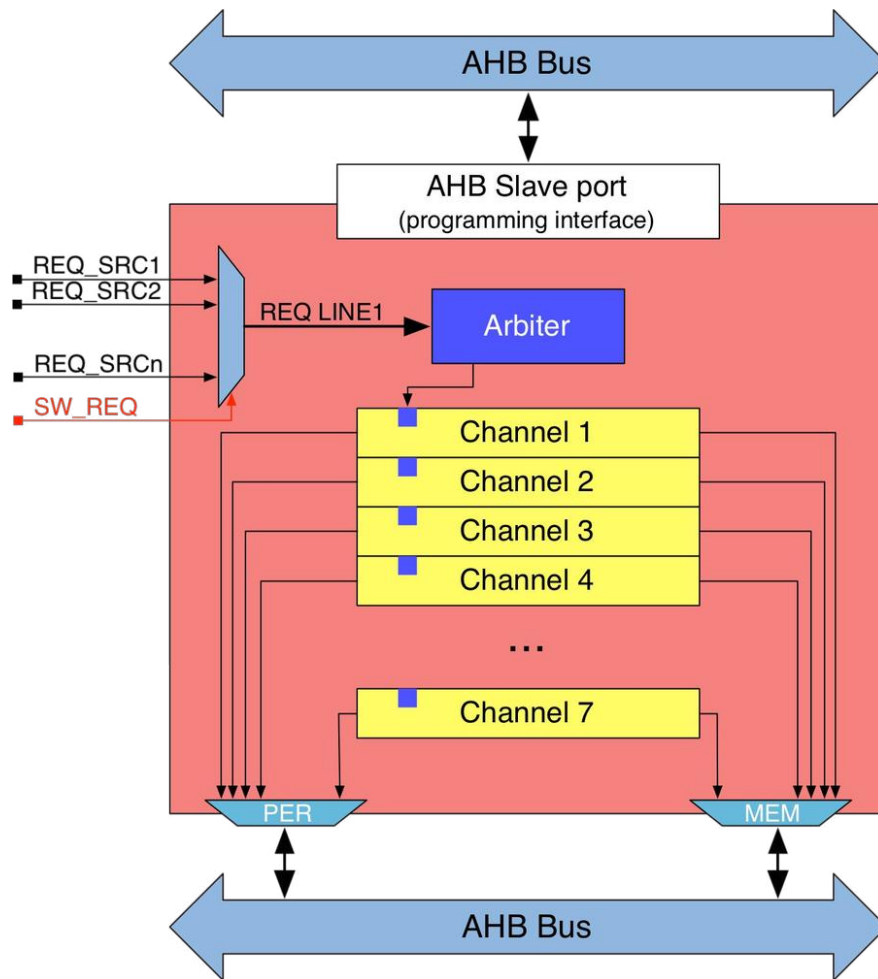 AHB Bus
AHB Slave port
(programming interface)
REQ_SRC1
REQ_SRC2
REQ LINE1
Arbiter
REQ_SRCn
SW_REQ
Channel 1
Channel 2
Channel 3
Channel 4
...
Channel 7
PER
MEM
AHB Bus